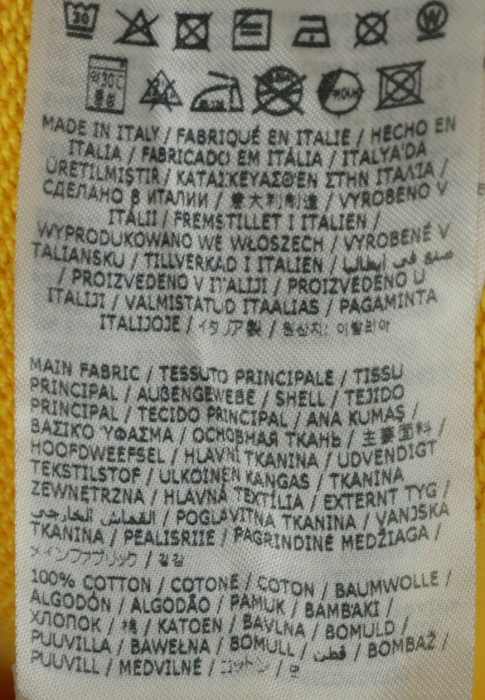 30
W
약 30℃
중성
MADE IN ITALY / FABRIQUÉ EN ITALIE / HECHO EN
ITALIA / FABRICADO EM ITÁLIA / ITALYA'DA
ÜRETILMIŞTIR / ΚΑΤΑΣΚΕΥΑΣΘΕΝ ΣΤΗΝ ΙΤΑΛΙΑ /
СДЕЛАНО В ИТАЛИИ / 意大利制造 / VYROBENO V
ITÁLII / FREMSTILLET I ITALIEN /
WYPRODUKOWANO WE WŁOSZECH / VYROBENÉ V
TALIANSKU / TILLVERKAD I ITALIEN / صنع في إيطاليا
/ PROIZVEDENO V ITALIJI / PROIZVEDENO U
ITALIJI / VALMISTATUD ITAALIAS / PAGAMINTA
ITALIJOJE / イタリア製 / 원산지: 이탈리아
MAIN FABRIC / TESSUTO PRINCIPALE / TISSU
PRINCIPAL / AUßENGEWEBE / SHELL / TEJIDO
PRINCIPAL / TECIDO PRINCIPAL / ANA KUMAŞ /
ΒΑΣΙΚΟ ΎΦΑΣΜΑ / ОСНОВНАЯ ТКАНЬ / 主要面料 /
HOOFDWEEFSEL / HLAVNÍ TKANINA / UDVENDIGT
TEKSTILSTOF / ULKOINEN KANGAS / TKANINA
ZEWNĘTRZNA / HLAVNÁ TEXTÍLIA / EXTERNT TYG /
القماش الخارجي / POGLAVITNA TKANINA / VANJSKA
TKANINA / PEALISRIIE / PAGRINDINĖ MEDŽIAGA /
メインファブリック / 겉감
100% COTTON / COTONE / COTON / BAUMWOLLE /
ALGODÓN / ALGODÃO / PAMUK / ΒΑΜΒΑΚΙ /
ХЛОПОК / 棉 / KATOEN / BAVLNA / BOMULD /
PUUVILLA / BAWEŁNA / BOMULL / قطن / BOMBAŽ /
PUUVILL / MEDVILNĖ / コットン / 면